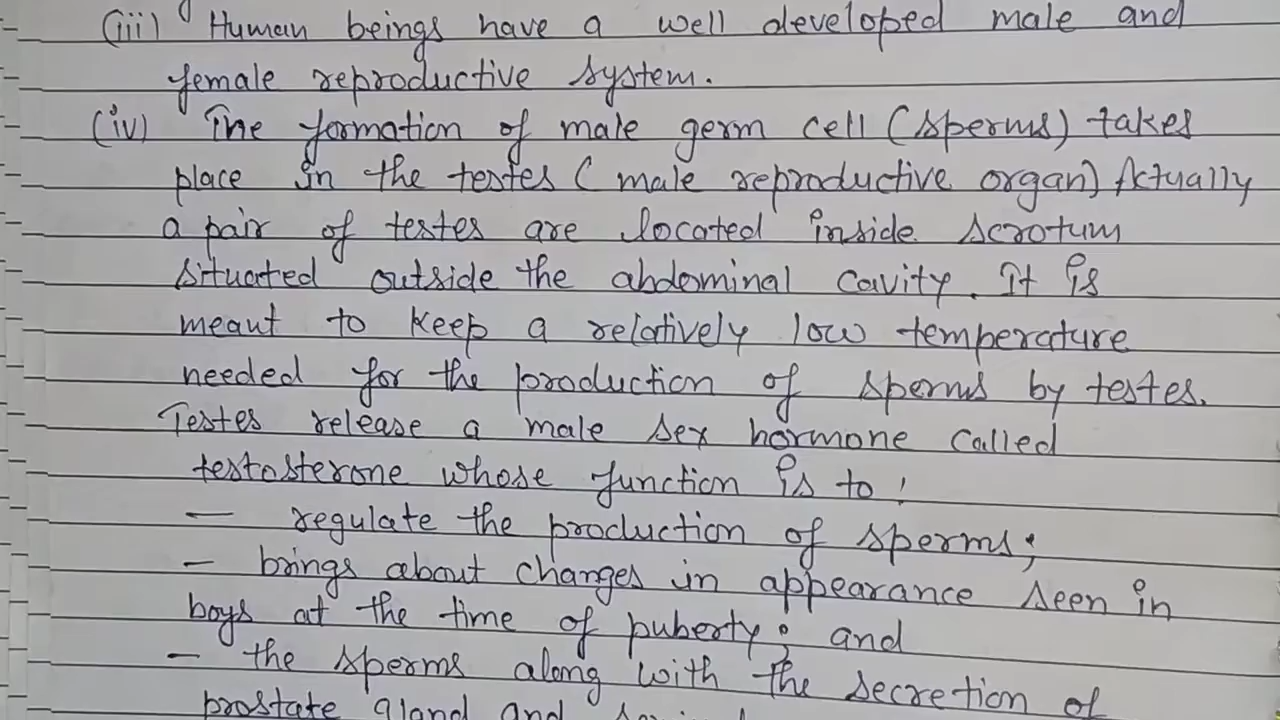 (iii) Human beings have a well developed male and
female reproductive system.
(iv) The formation of male germ cell (sperms) takes
place in the testes ( male reproductive organ) Actually
a pair of testes are located inside scrotum
situated outside the abdominal cavity. It is
meant to keep a relatively low temperature
needed for the production of sperms by testes.
Testes release a male sex hormone called
testosterone whose function is to:
— regulate the production of sperms;
— brings about changes in appearance seen in
boys at the time of puberty; and
— the sperms along with the secretion of
prostate gland and